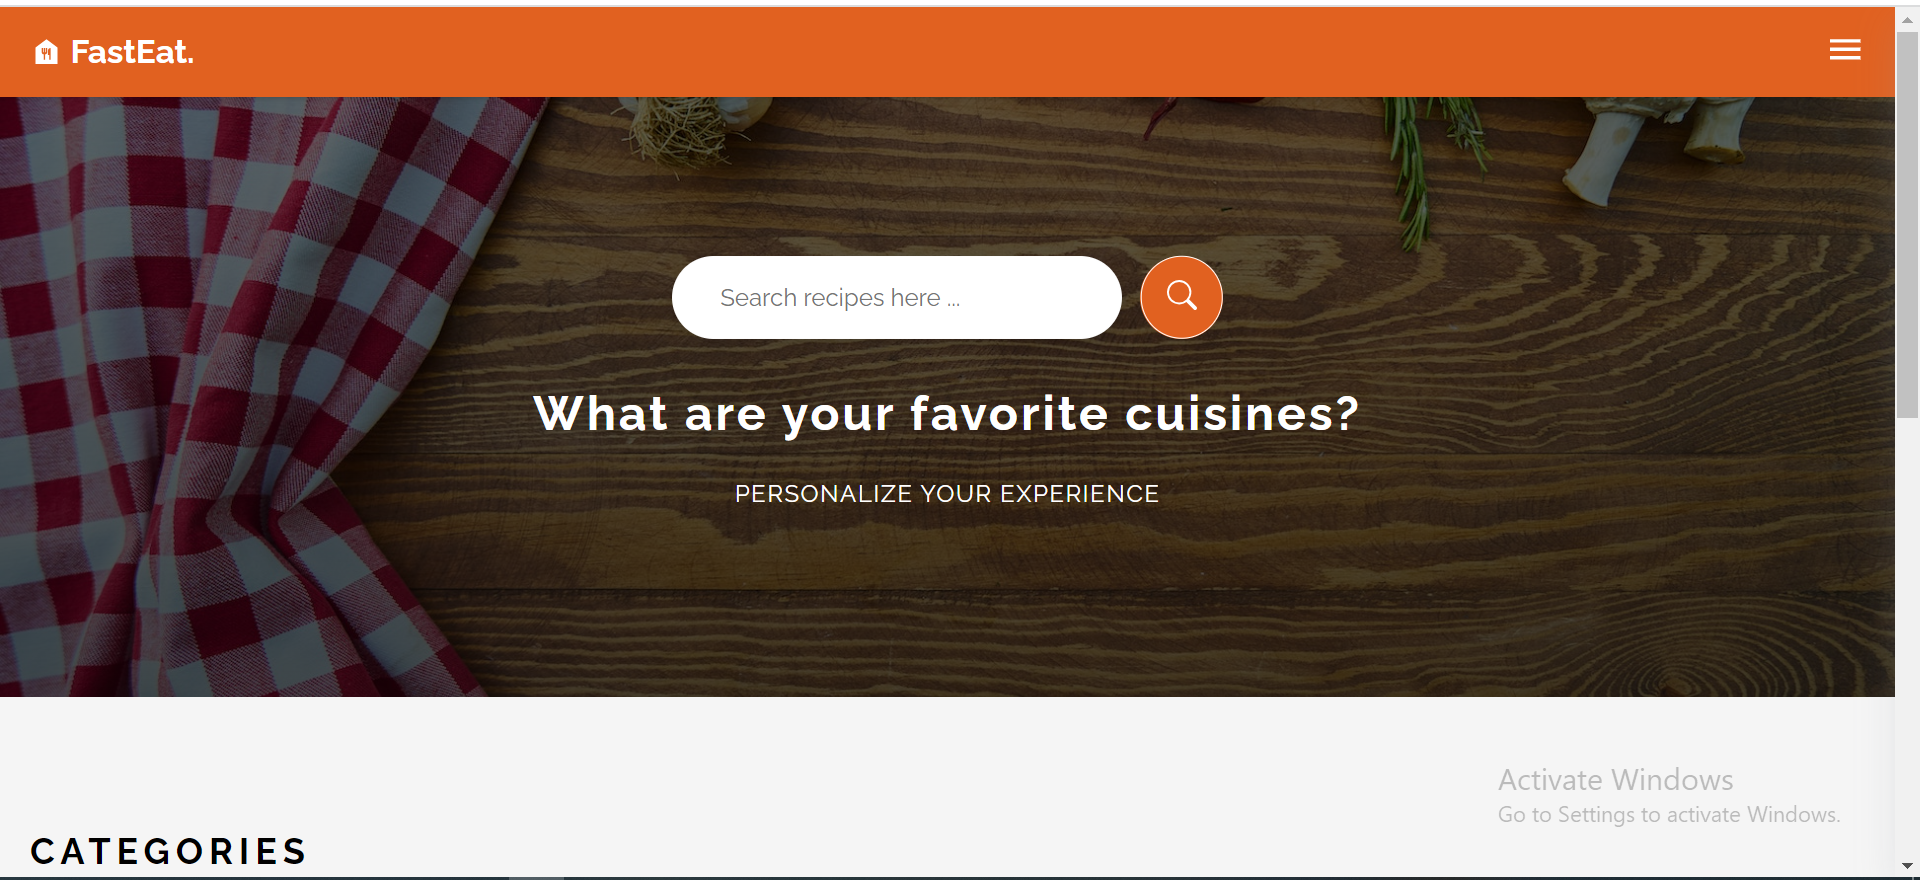 FastEat.
Search recipes here ...
What are your favorite cuisines?
PERSONALIZE YOUR EXPERIENCE
Activate Windows
Go to Settings to activate Windows.
CATEGORIES